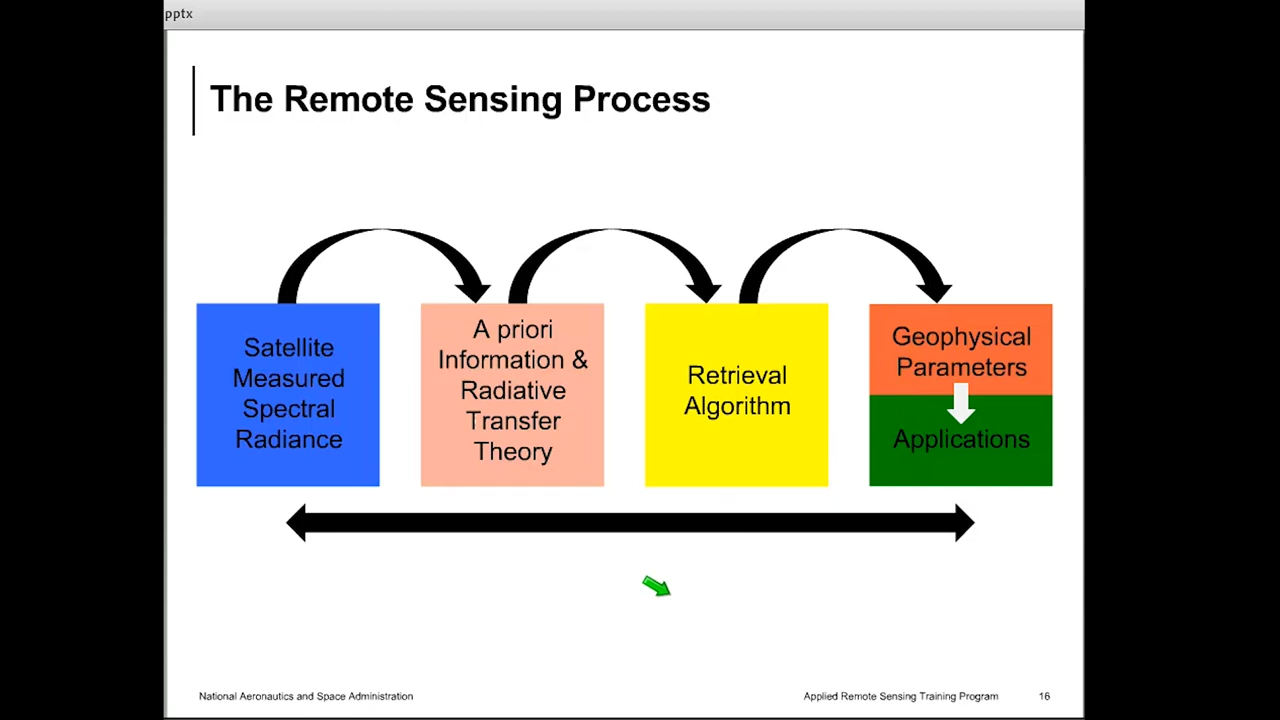 pptx
The Remote Sensing Process
Satellite
Measured
Spectral
Radiance
A priori
Information &
Radiative
Transfer
Theory
Retrieval
Algorithm
Geophysical
Parameters
Applications
National Aeronautics and Space Administration
Applied Remote Sensing Training Program
16